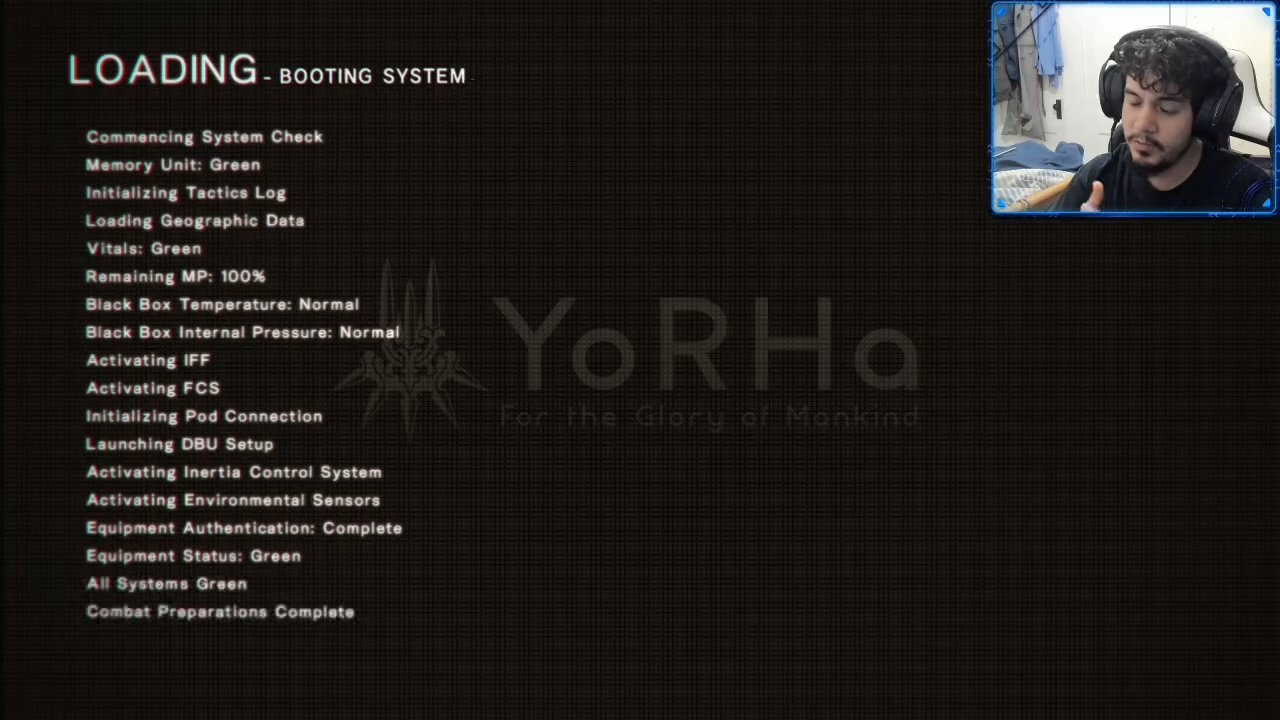 LOADING - BOOTING SYSTEM
Commencing System Check
Memory Unit: Green
Initializing Tactics Log
Loading Geographic Data
Vitals: Green
Remaining MP: 100%
Black Box Temperature: Normal
Black Box Internal Pressure: Normal
Activating IFF
Activating FCS
Initializing Pod Connection
Launching DBU Setup
Activating Inertia Control System
Activating Environmental Sensors
Equipment Authentication: Complete
Equipment Status: Green
All Systems Green
Combat Preparations Complete
YoRHa
For the Glory of Mankind